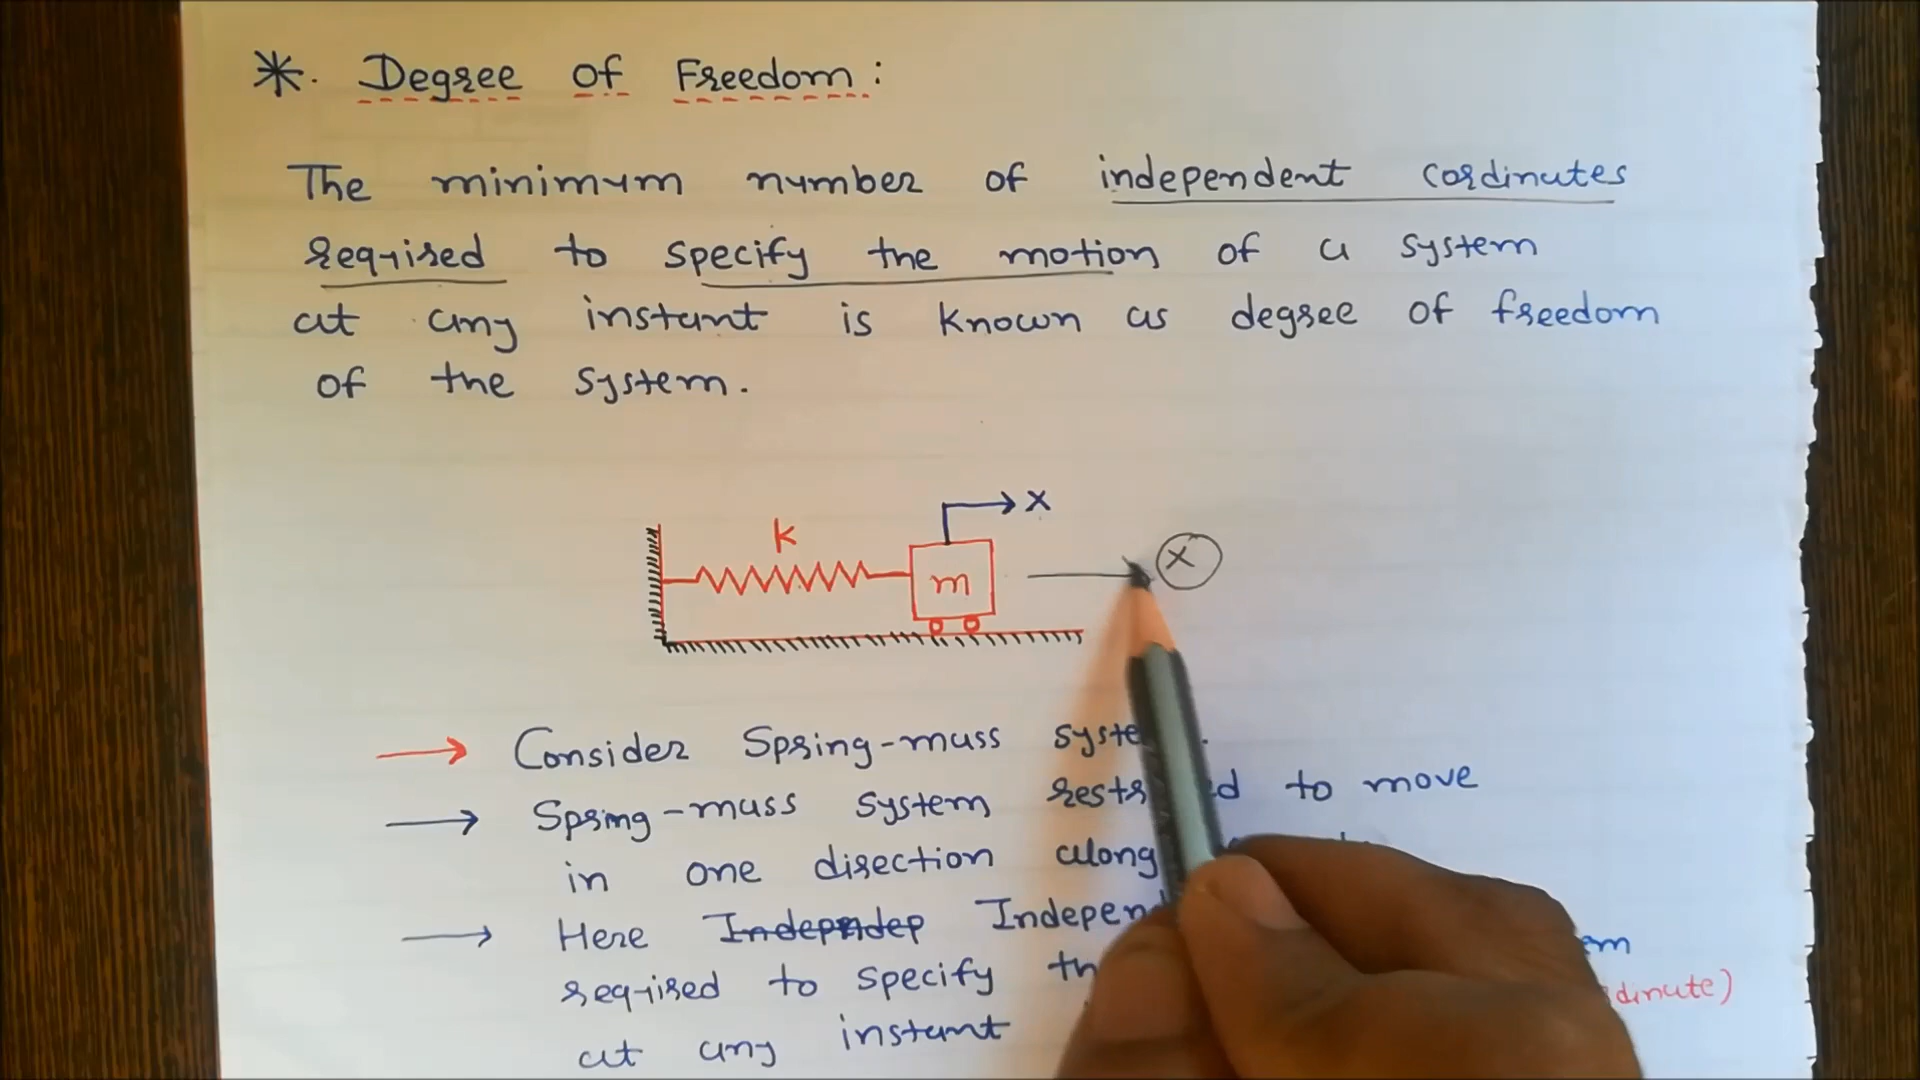 *. Degree of Freedom:
The minimum number of independent cordinates
required to specify the motion of a system
at any instant is known as degree of freedom
of the system.
x
K
x
m
Consider Spring-mass
Spring-mass system to move
in one direction along
Here Indepndep
required to specify
at any instant